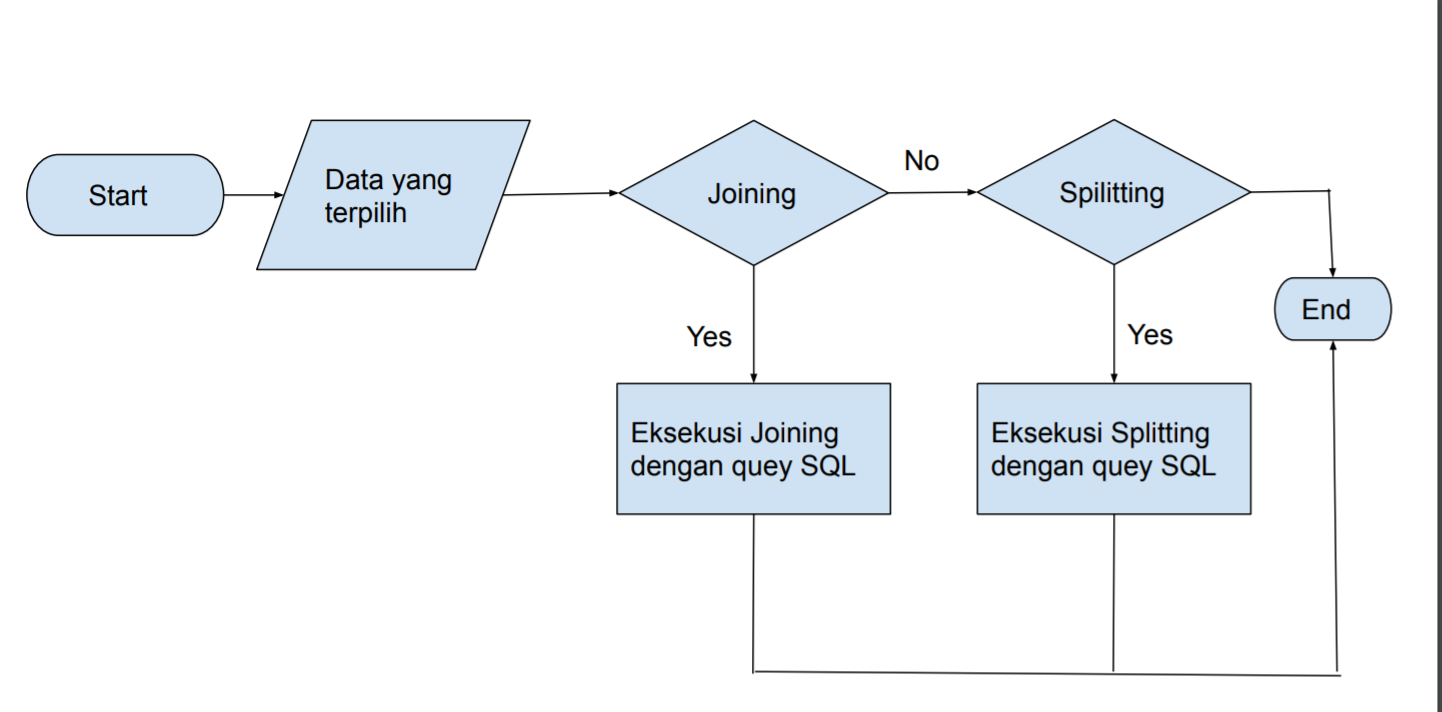 Start
Data yang
terpilih
Joining
No
Spilitting
End
Yes
Yes
Eksekusi Joining
dengan quey SQL
Eksekusi Splitting
dengan quey SQL